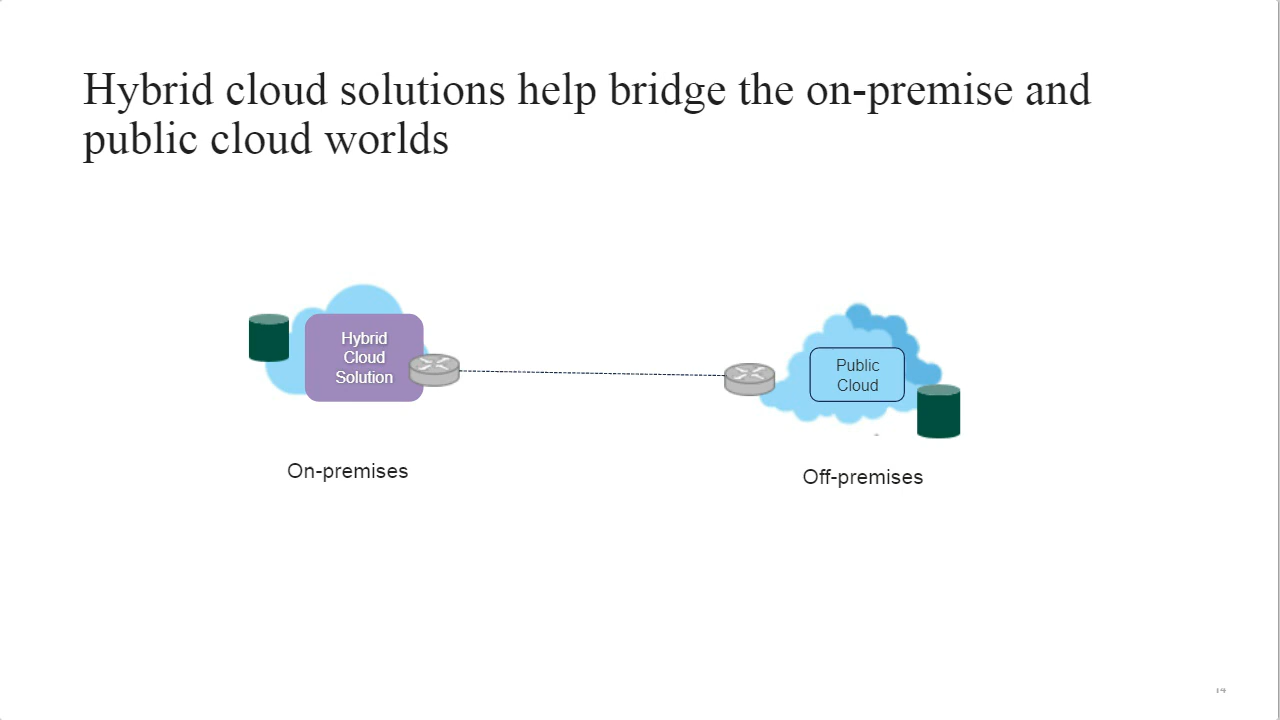 Hybrid cloud solutions help bridge the on-premise and
public cloud worlds
Hybrid
Cloud
Solution
Public
Cloud
On-premises
Off-premises
14